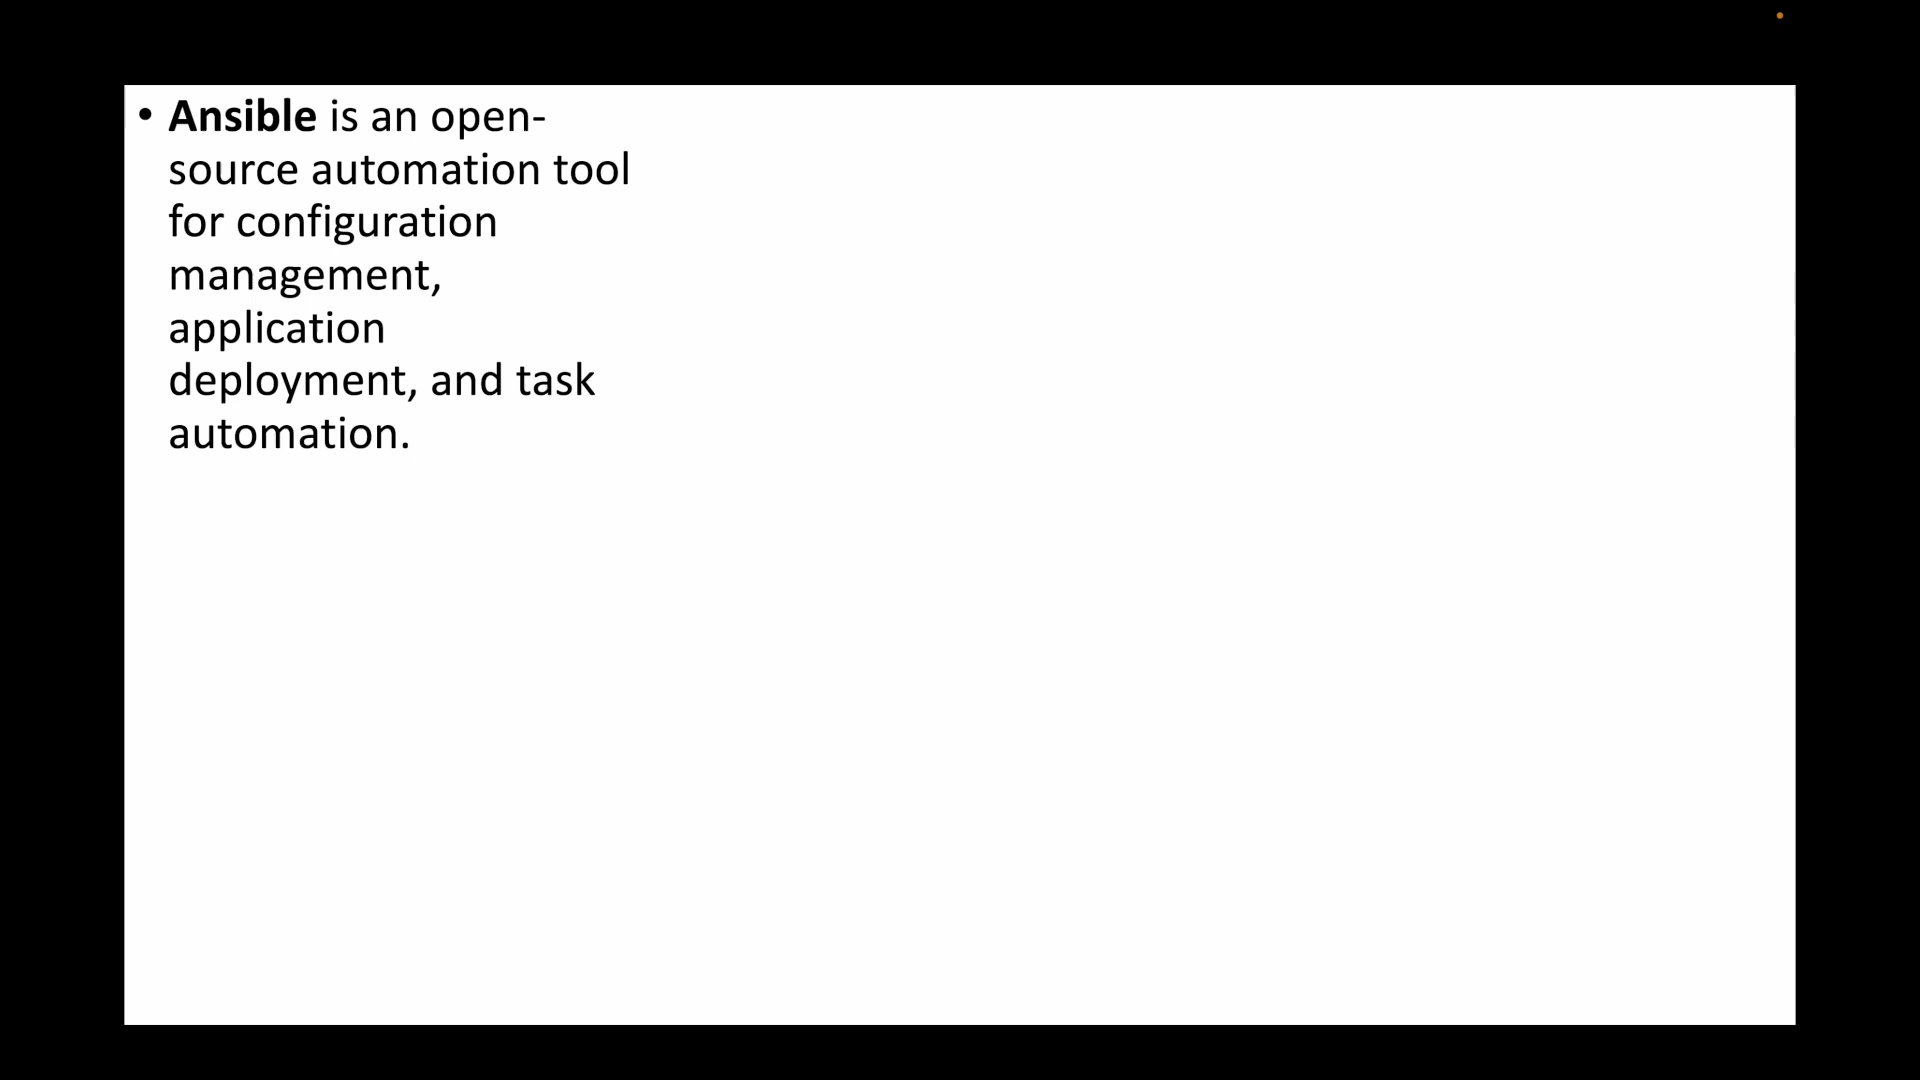 • Ansible is an open-
source automation tool
for configuration
management,
application
deployment, and task
automation.